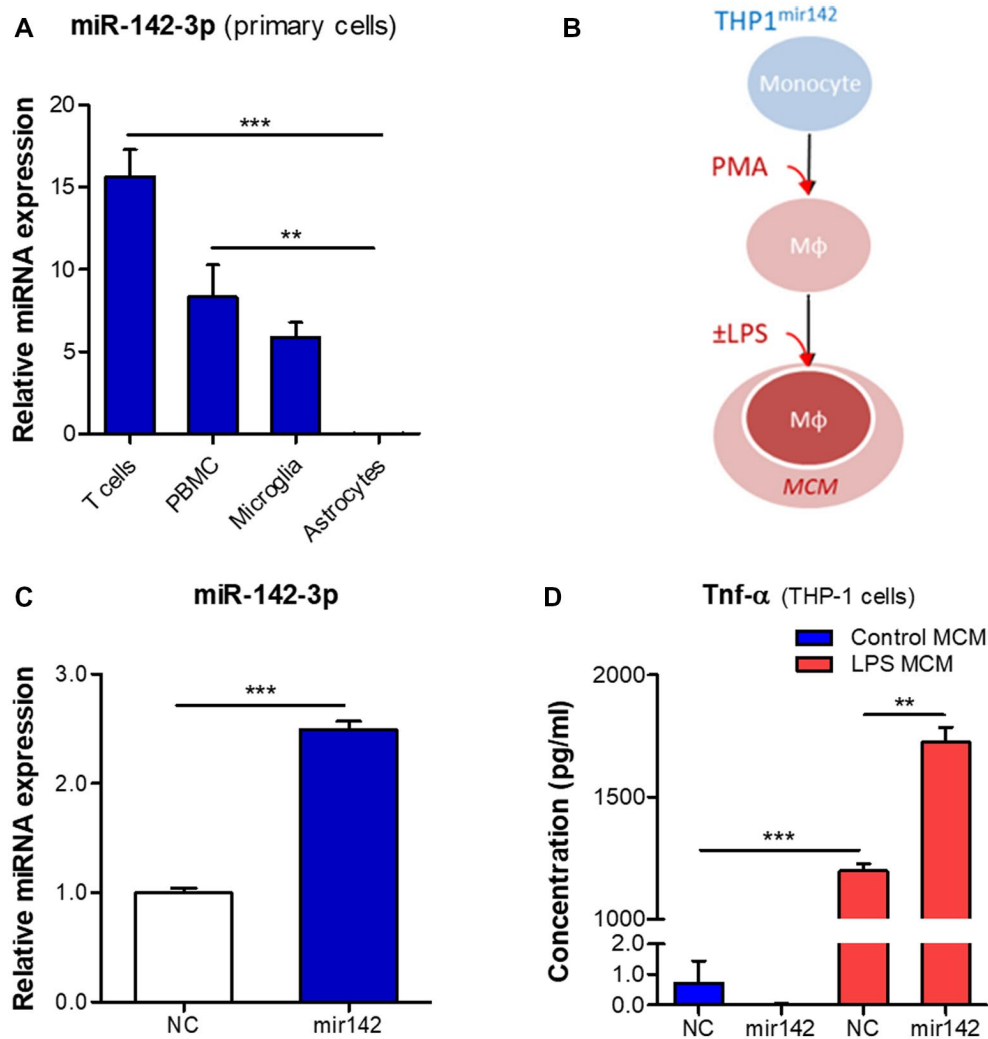 A
miR-142-3p (primary cells)
Relative miRNA expression
20
15
10
5
0
***
**
T cells
PBMC
Microglia
Astrocytes
B
THP1mir142
Monocyte
PMA
Mϕ
±LPS
Mϕ
MCM
C
miR-142-3p
Relative miRNA expression
3.0
2.0
1.0
0.0
***
NC
mir142
D
Tnf-α (THP-1 cells)
Control MCM
LPS MCM
Concentration (pg/ml)
2000
1500
1000
2.0
1.0
0.0
**
***
NC
mir142
NC
mir142